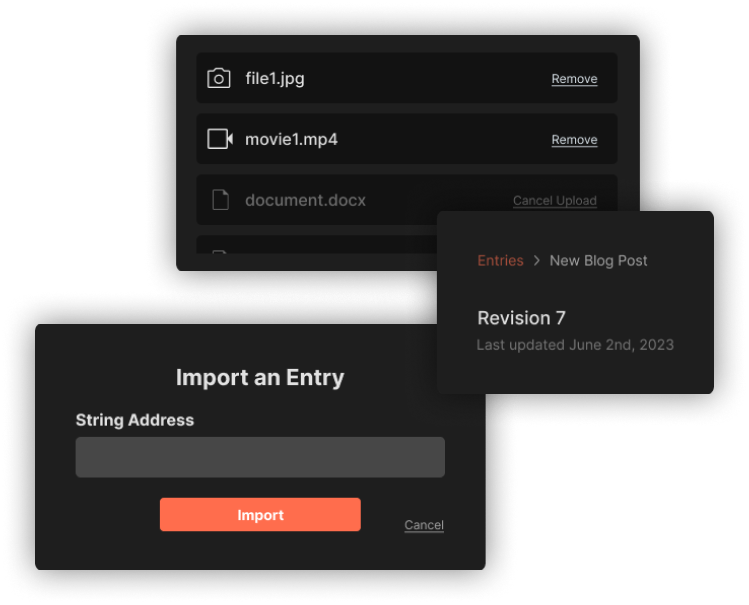 file1.jpg Remove
movie1.mp4 Remove
document.docx Cancel Upload
Entries > New Blog Post
Revision 7
Last updated June 2nd, 2023
Import an Entry
String Address
Import
Cancel